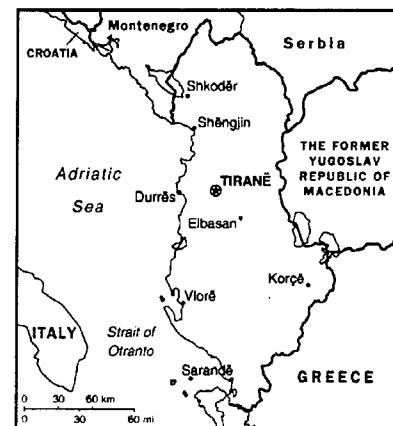 Montenegro
CROATIA
Serbia
Shkodër
Shëngjin
THE FORMER
YUGOSLAV
REPUBLIC OF
MACEDONIA
Adriatic
Sea
TIRANË
Durrës
Elbasan
Korçë
Vlorë
ITALY
Strait of
Otranto
Sarandë
GREECE
0 30 60 km
0 30 60 mi